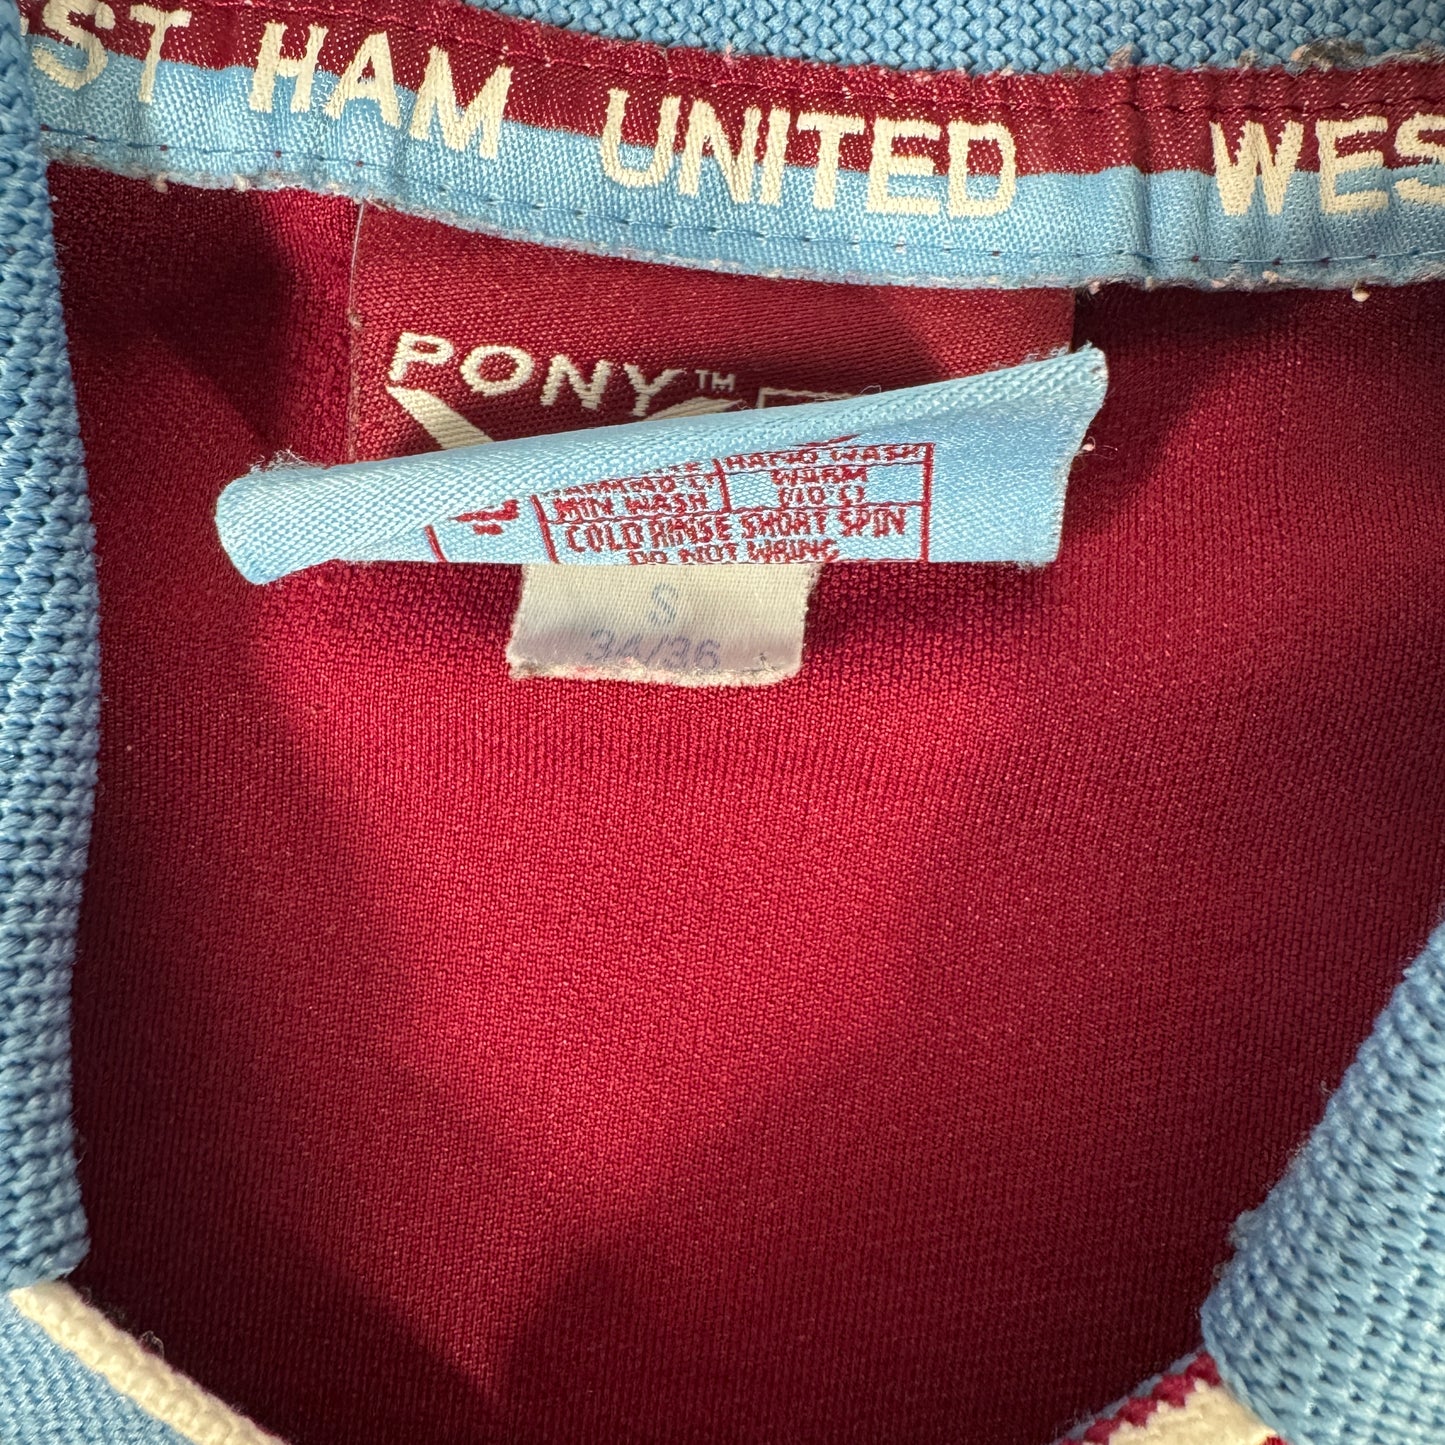 ST HAM UNITED WES
PONY™
HAND WASH
MIN WASH WARM
(40°C)
COLD RINSE SHORT SPIN
DO NOT WRING
S
34/36